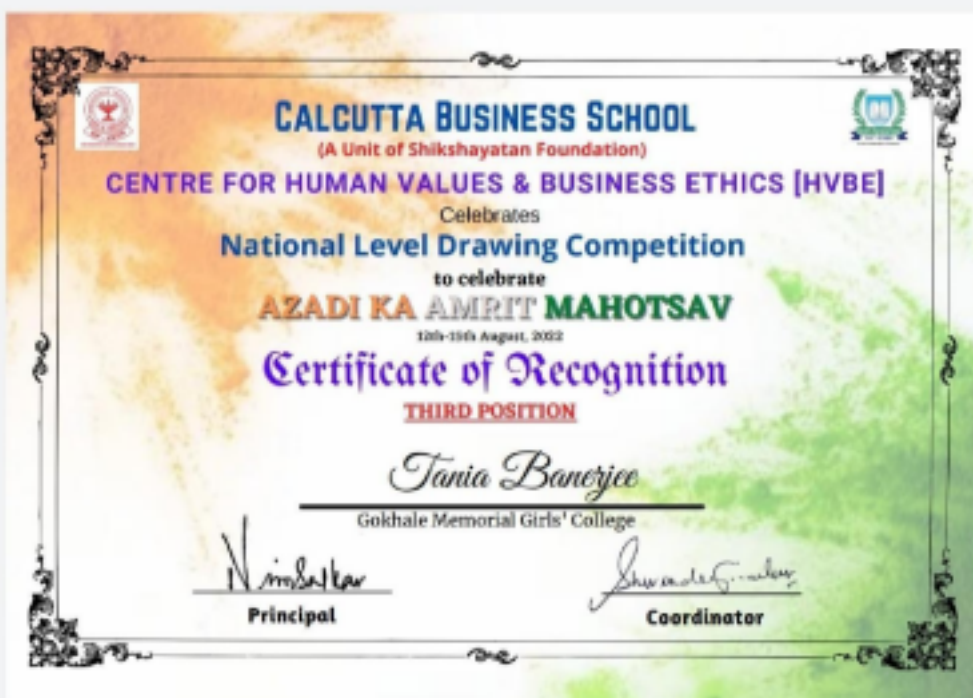 CALCUTTA BUSINESS SCHOOL
(A Unit of Shikshayatan Foundation)
CENTRE FOR HUMAN VALUES & BUSINESS ETHICS [HVBE]
Celebrates
National Level Drawing Competition
to celebrate
AZADI KA AMRIT MAHOTSAV
12th-15th August, 2022
Certificate of Recognition
THIRD POSITION
Tania Banerjee
Gokhale Memorial Girls' College
Principal
Coordinator